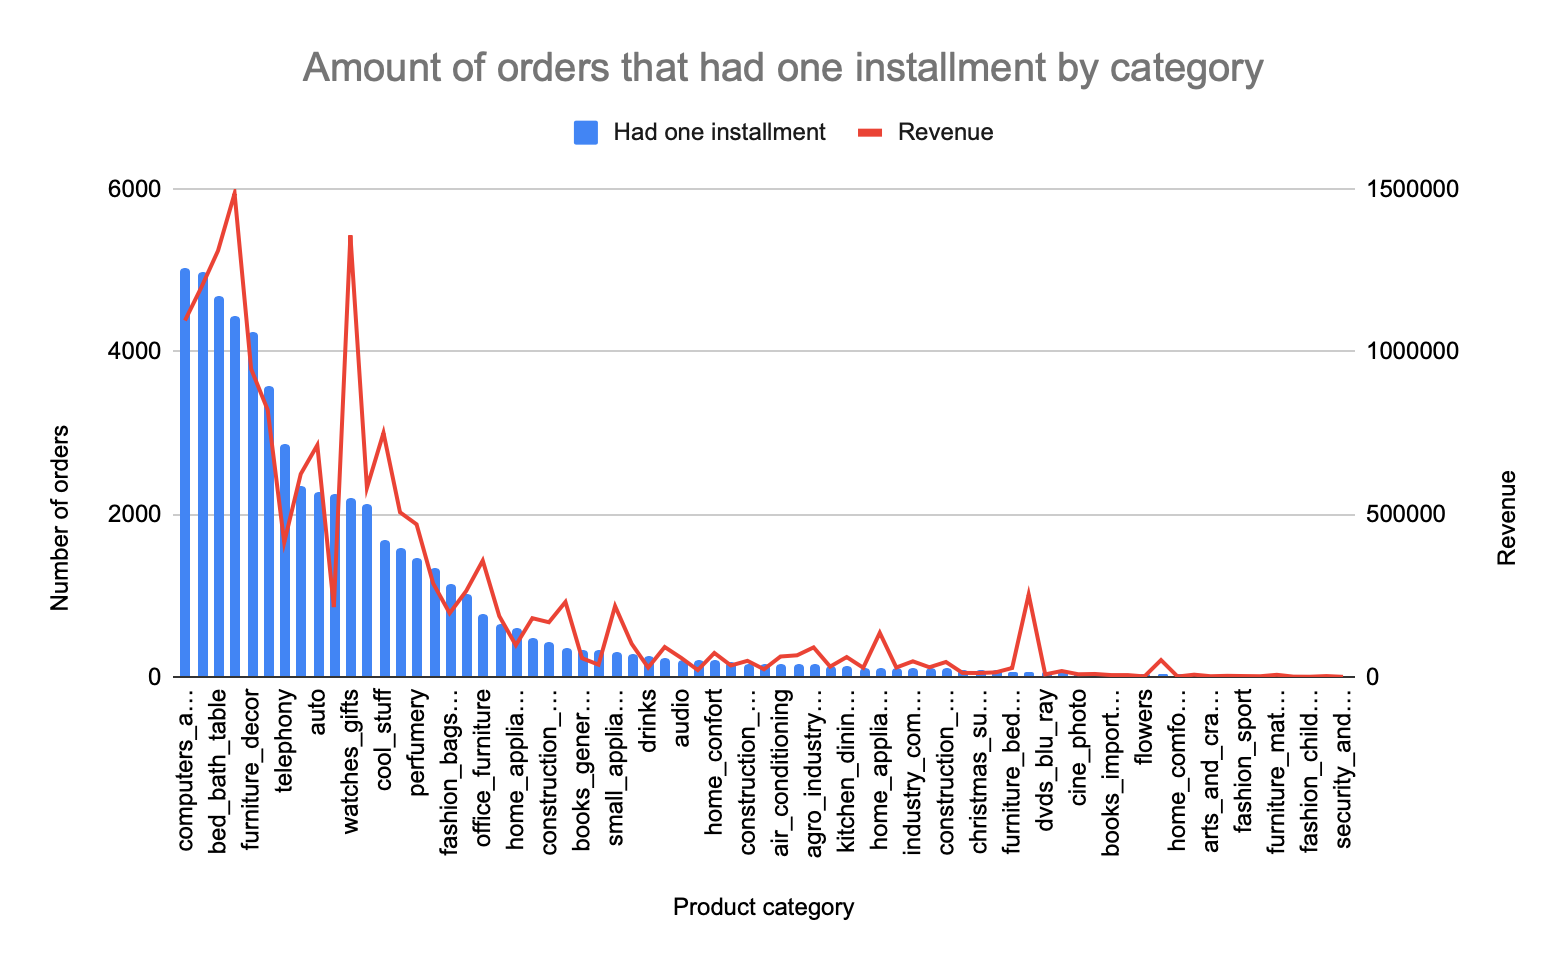 Amount of orders that had one installment by category
Had one installment
Revenue
6000
4000
2000
0
Number of orders
1500000
1000000
500000
0
Revenue
computers_a...
bed_bath_table
furniture_decor
telephony
auto
watches_gifts
cool_stuff
perfumery
fashion_bags...
office_furniture
home_applia...
construction_...
books_gener...
small_applia...
drinks
audio
home_confort
construction_...
air_conditioning
agro_industry...
kitchen_dinin...
home_applia...
industry_com...
construction_...
christmas_su...
furniture_bed...
dvds_blu_ray
cine_photo
books_import...
flowers
home_comfo...
arts_and_cra...
fashion_sport
furniture_mat...
fashion_child...
security_and...
Product category